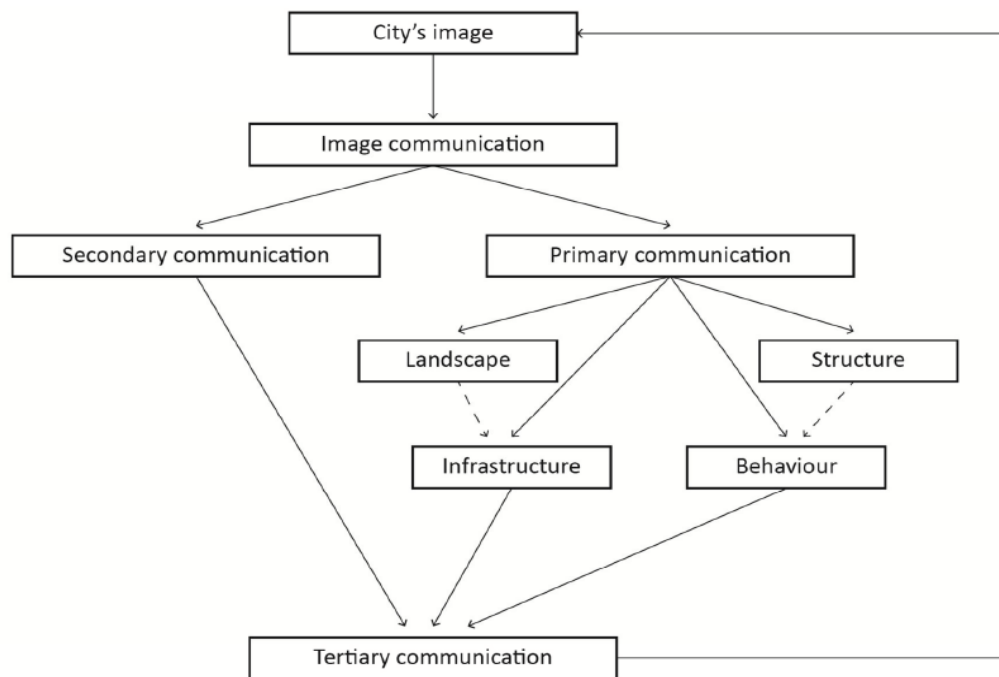 City's image
Image communication
Secondary communication
Primary communication
Landscape
Structure
Infrastructure
Behaviour
Tertiary communication